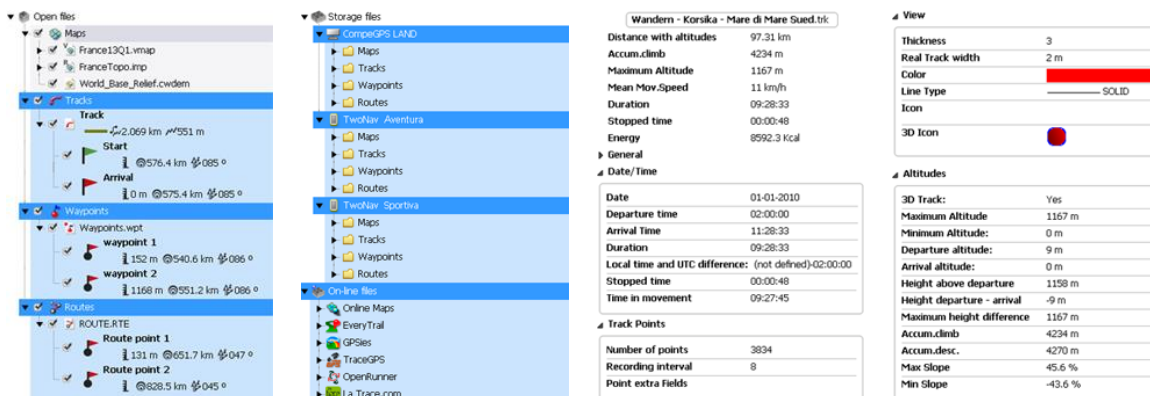 Open files
Maps
France13Q1.vmap
FranceTopo.imp
World_Base_Relief.cwdem
Tracks
Track
2.069 km 551 m
Start
576.4 km 085 º
Arrival
0 m 575.4 km 085 º
Waypoints
Waypoints.wpt
waypoint 1
152 m 540.6 km 086 º
waypoint 2
1168 m 551.2 km 086 º
Routes
ROUTE.RTE
Route point 1
131 m 651.7 km 047 º
Route point 2
828.5 km 045 º
Storage files
CompeGPS LAND
Maps
Tracks
Waypoints
Routes
TwoNav Aventura
Maps
Tracks
Waypoints
Routes
TwoNav Sportiva
Maps
Tracks
Waypoints
Routes
On-line files
Online Maps
EveryTrail
GPSies
TraceGPS
OpenRunner
La Trace.com
Wandern - Korsika - Mare di Mare Sued.trk
Distance with altitudes 97.31 km
Accum.climb 4234 m
Maximum Altitude 1167 m
Mean Mov.Speed 11 km/h
Duration 09:28:33
Stopped time 00:00:48
Energy 8592.3 Kcal
General
Date/Time
Date 01-01-2010
Departure time 02:00:00
Arrival Time 11:28:33
Duration 09:28:33
Local time and UTC difference: (not defined)-02:00:00
Stopped time 00:00:48
Time in movement 09:27:45
Track Points
Number of points 3834
Recording interval 8
Point extra Fields
View
Thickness 3
Real Track width 2 m
Color
Line Type SOLID
Icon
3D Icon
Altitudes
3D Track: Yes
Maximum Altitude 1167 m
Minimum Altitude: 0 m
Departure altitude: 9 m
Arrival altitude: 0 m
Height above departure 1158 m
Height departure - arrival -9 m
Maximum height difference 1167 m
Accum.climb 4234 m
Accum.desc. 4270 m
Max Slope 45.6 %
Min Slope -43.6 %